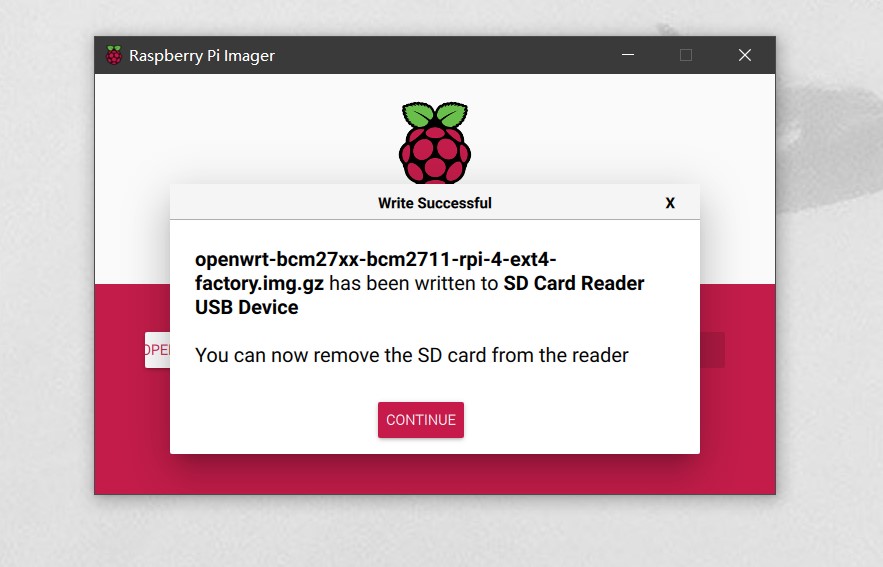 Raspberry Pi Imager
Write Successful X
openwrt-bcm27xx-bcm2711-rpi-4-ext4-
factory.img.gz has been written to SD Card Reader
USB Device
You can now remove the SD card from the reader
CONTINUE